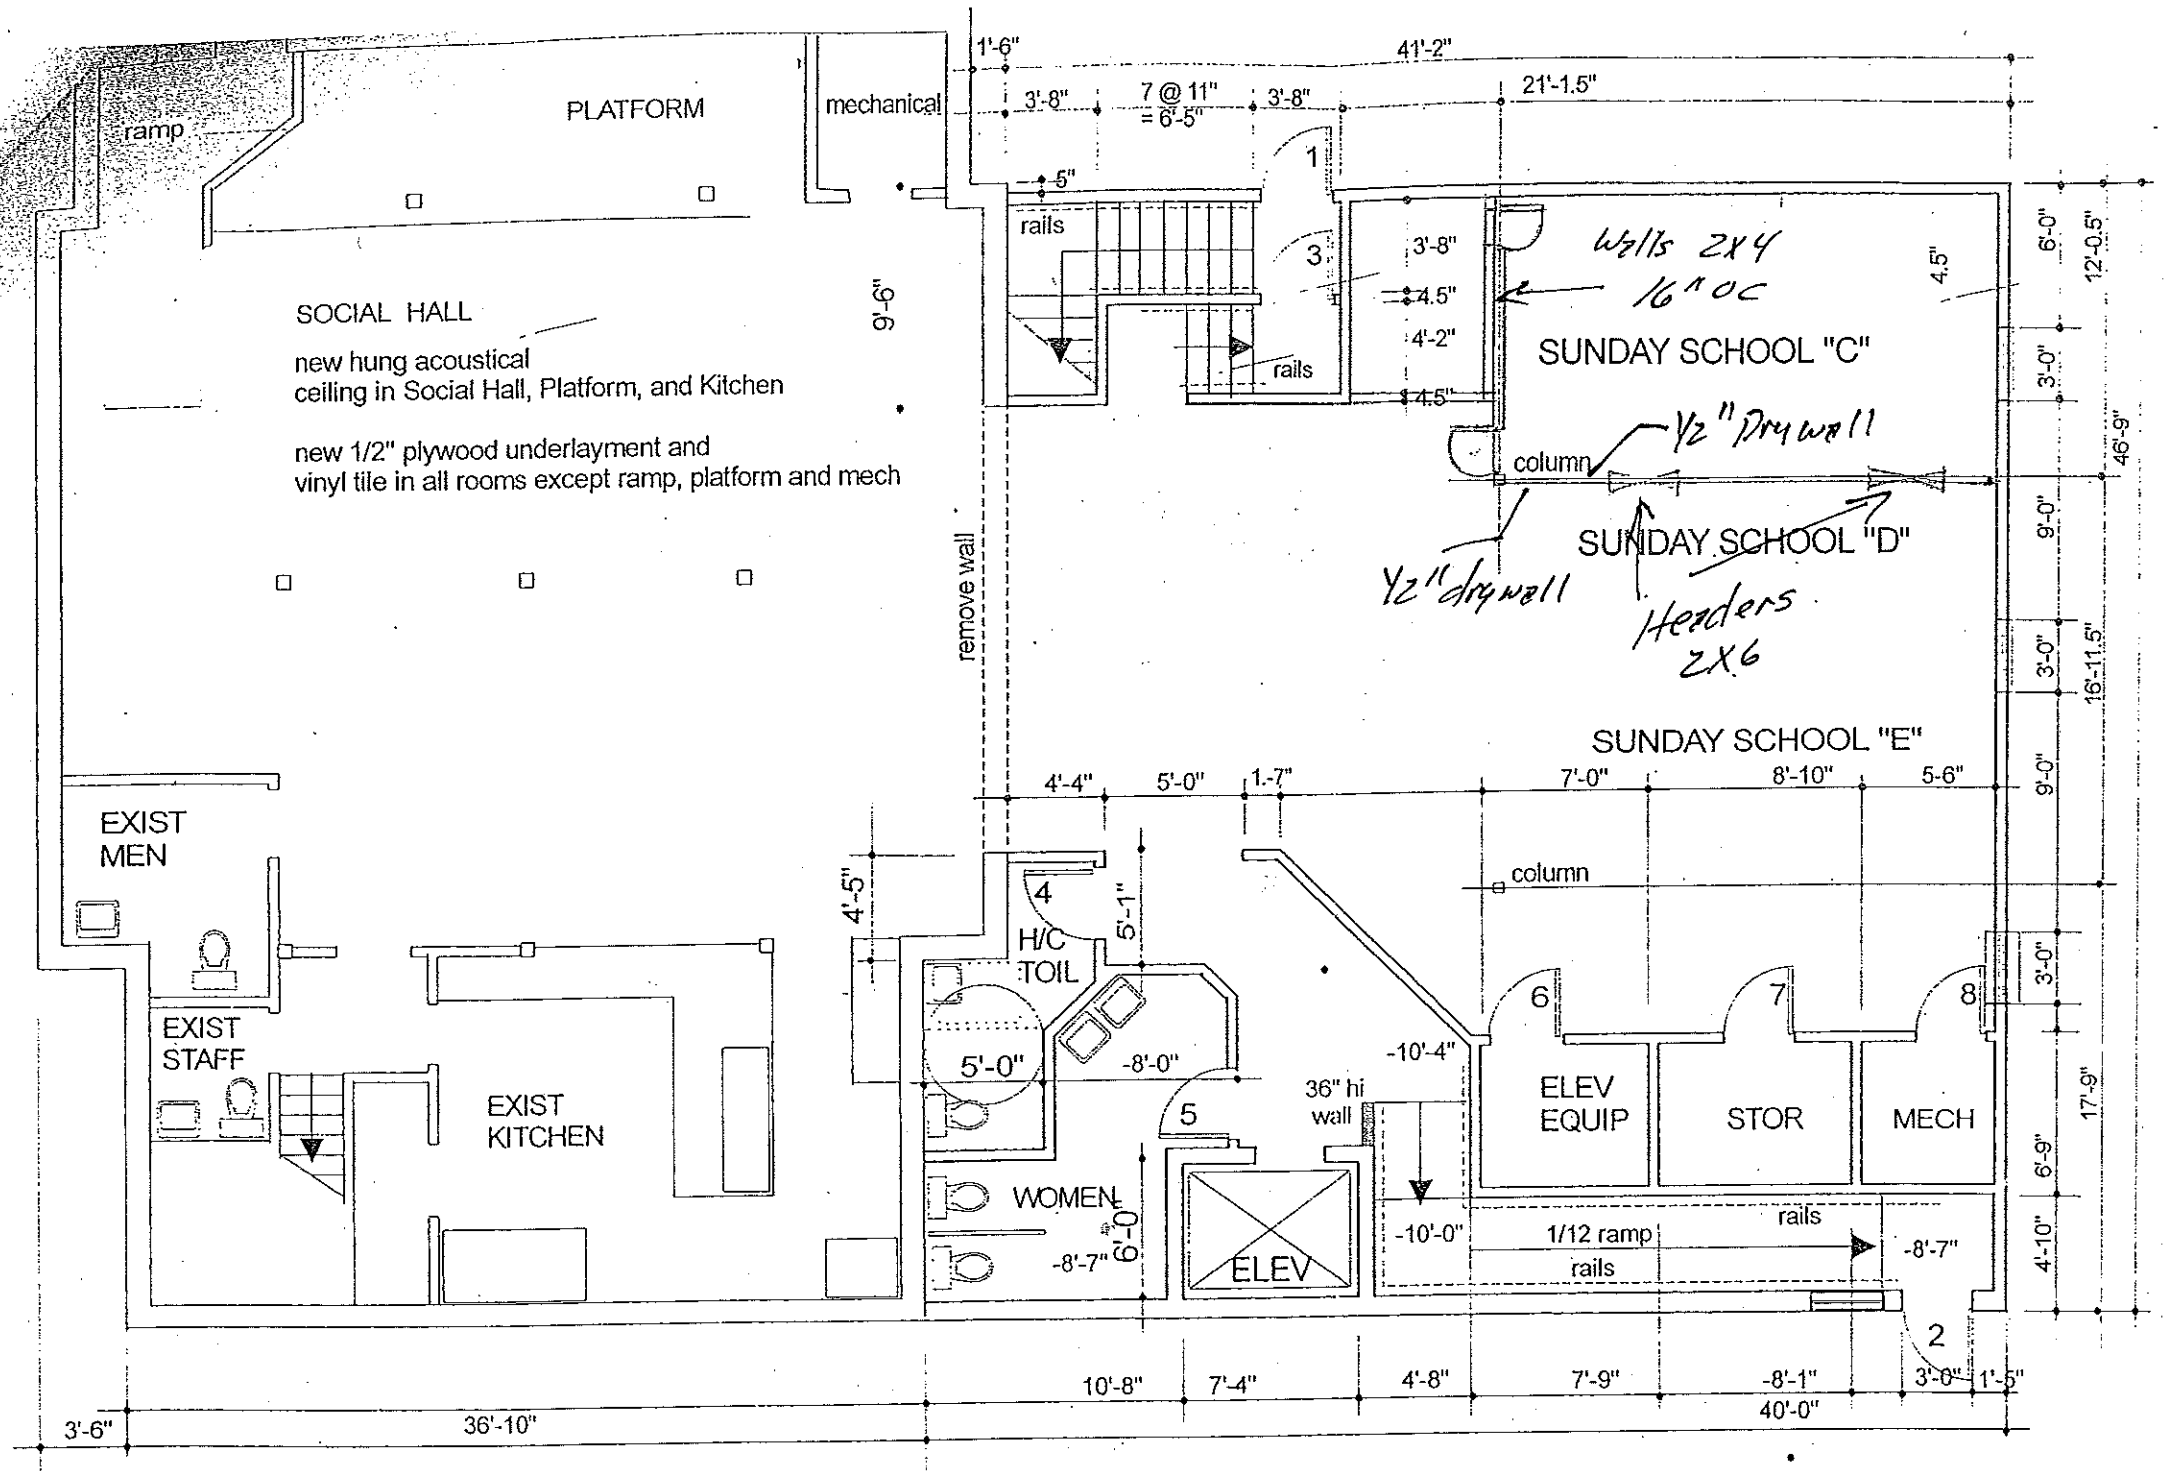 1'-6"
41'-2"
21'-1.5"
3'-8"
7 @ 11"
= 6'-5"
3'-8"
PLATFORM
mechanical
ramp
1
5"
rails
3
3'-8"
Walls 2x4
16" OC
4.5"
6'-0"
12'-0.5"
9'-6"
4.5"
4'-2"
SUNDAY SCHOOL "C"
SOCIAL HALL
new hung acoustical
ceiling in Social Hall, Platform, and Kitchen
new 1/2" plywood underlayment and
vinyl tile in all rooms except ramp, platform and mech
rails
4.5"
3'-0"
1/2" Drywall
46'-9"
column
9'-0"
SUNDAY SCHOOL "D"
1/2" drywall
Headers
2x6
remove wall
3'-0"
16'-11.5"
SUNDAY SCHOOL "E"
4'-4"
5'-0"
1.-7"
7'-0"
8'-10"
5-6"
9'-0"
EXIST
MEN
4'-5"
4
5'-1"
column
H/C
TOIL
3'-0"
6
7
8
EXIST
STAFF
5'-0"
-8'-0"
-10'-4"
36" hi
wall
ELEV
EQUIP
STOR
MECH
17'-9"
EXIST
KITCHEN
5
6'-9"
WOMEN
6'-0"
-8'-7"
ELEV
-10'-0"
1/12 ramp
rails
rails
-8'-7"
4'-10"
2
10'-8"
7'-4"
4'-8"
7'-9"
-8'-1"
3'-0"
1'-5"
3'-6"
36'-10"
40'-0"